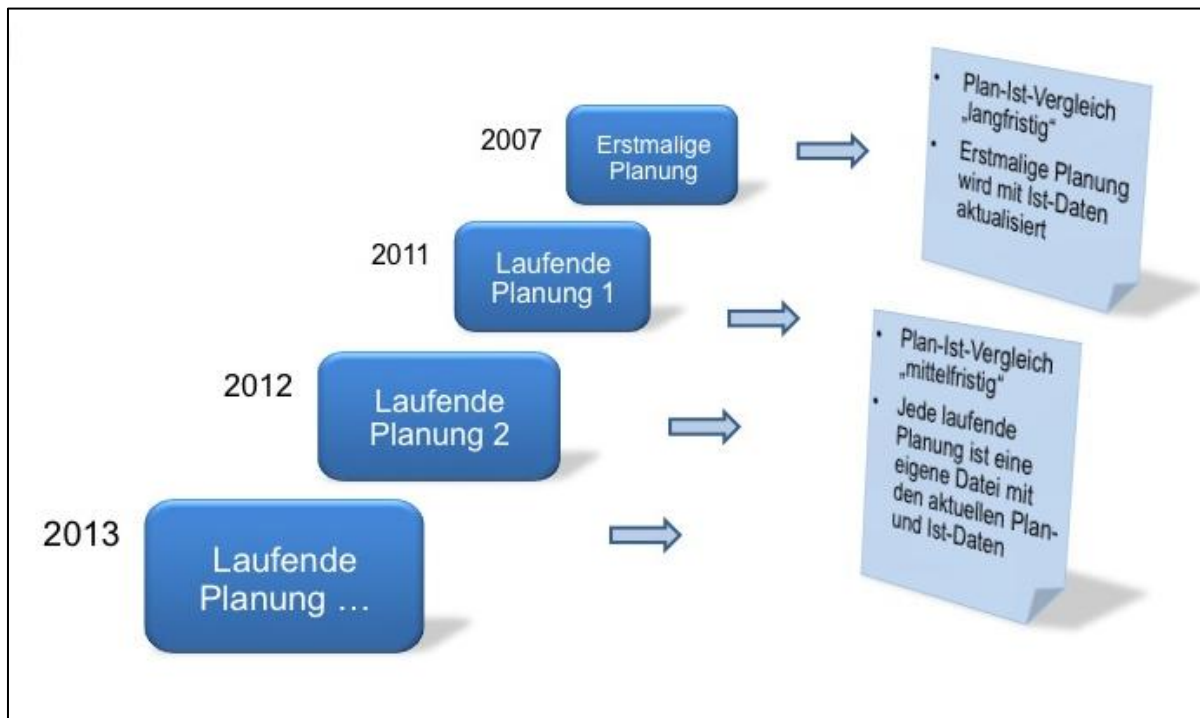 2007
Erstmalige
Planung
• Plan-Ist-Vergleich
„langfristig“
• Erstmalige Planung
wird mit Ist-Daten
aktualisiert
2011
Laufende
Planung 1
2012
Laufende
Planung 2
• Plan-Ist-Vergleich
„mittelfristig“
• Jede laufende
Planung ist eine
eigene Datei mit
den aktuellen Plan-
und Ist-Daten
2013
Laufende
Planung …